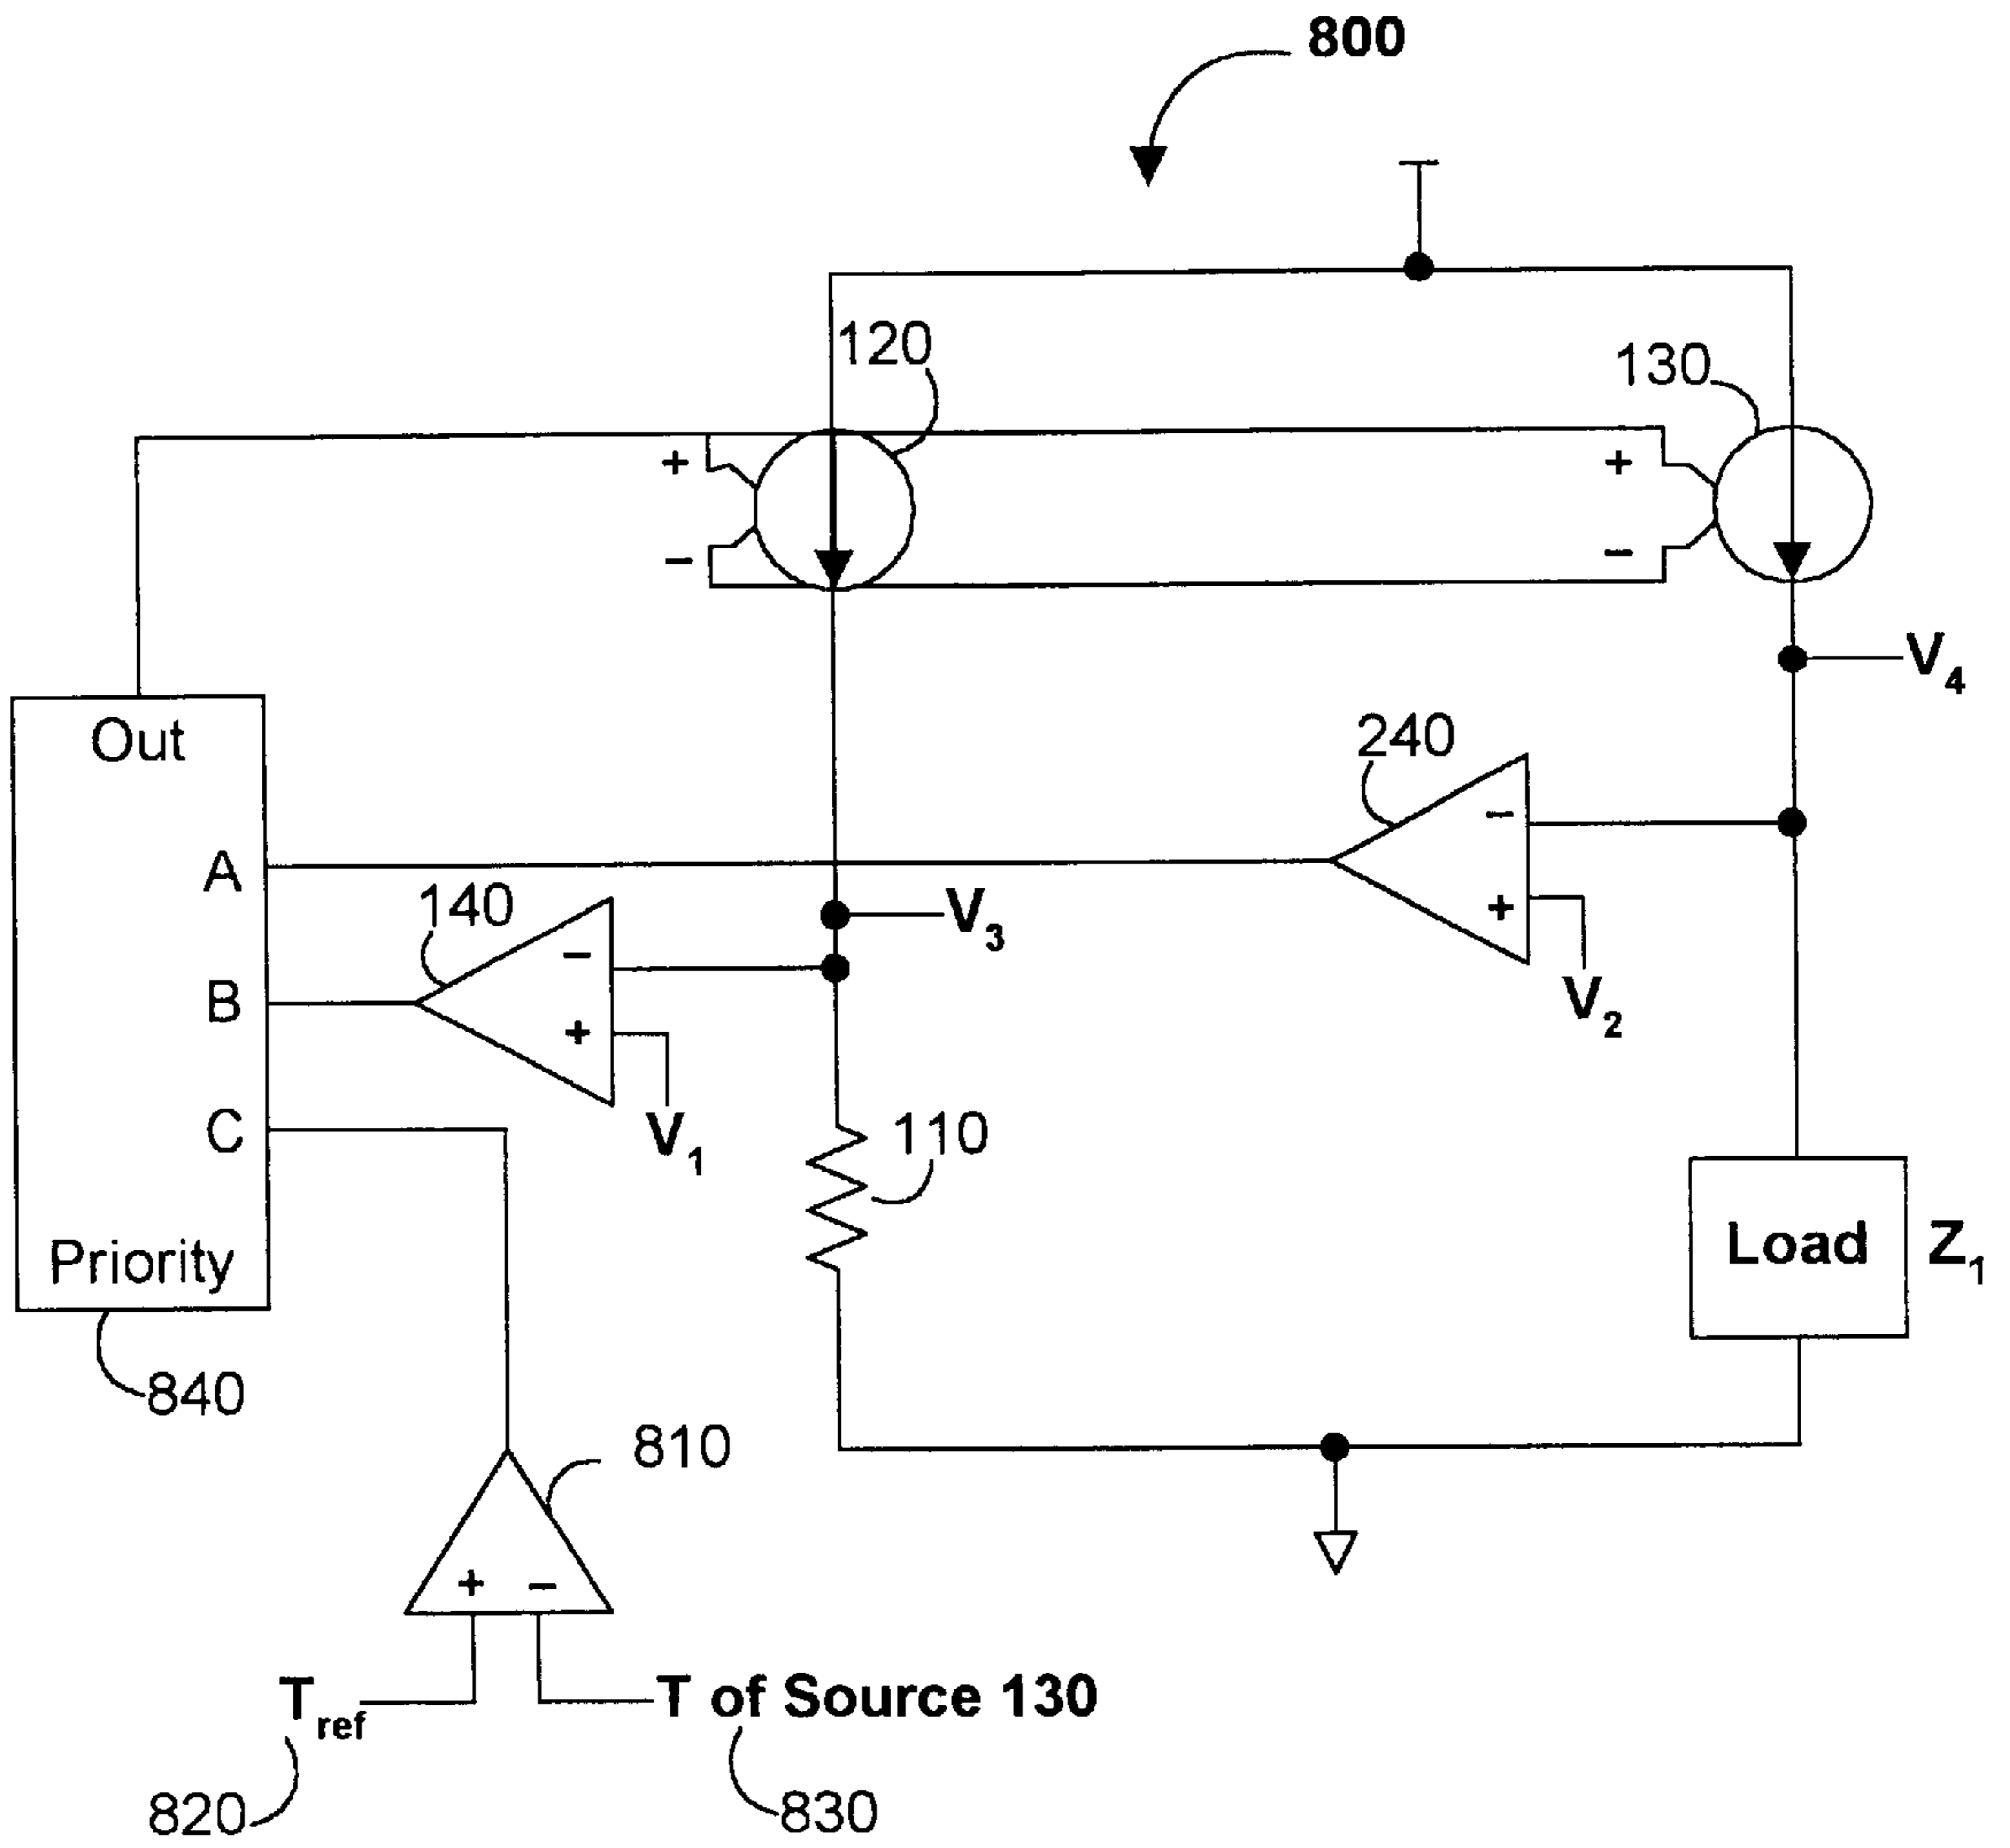 800
120
130
+
+
−
−
V4
Out
240
−
A
140
V3
+
−
B
V2
+
C
V1
110
Load Z1
Priority
840
810
+ −
Tref
T of Source 130
820
830